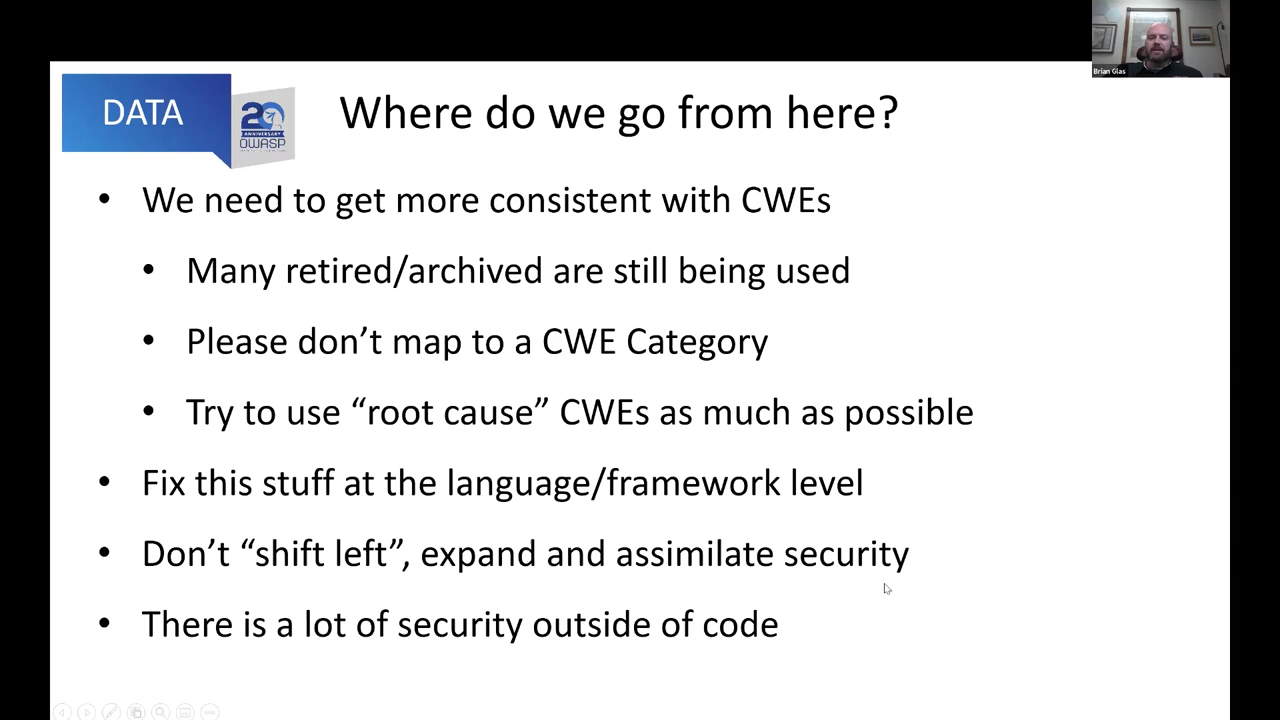 Brian Glas
DATA
20
ANNIVERSARY
OWASP
Where do we go from here?
• We need to get more consistent with CWEs
• Many retired/archived are still being used
• Please don’t map to a CWE Category
• Try to use “root cause” CWEs as much as possible
• Fix this stuff at the language/framework level
• Don’t “shift left”, expand and assimilate security
• There is a lot of security outside of code